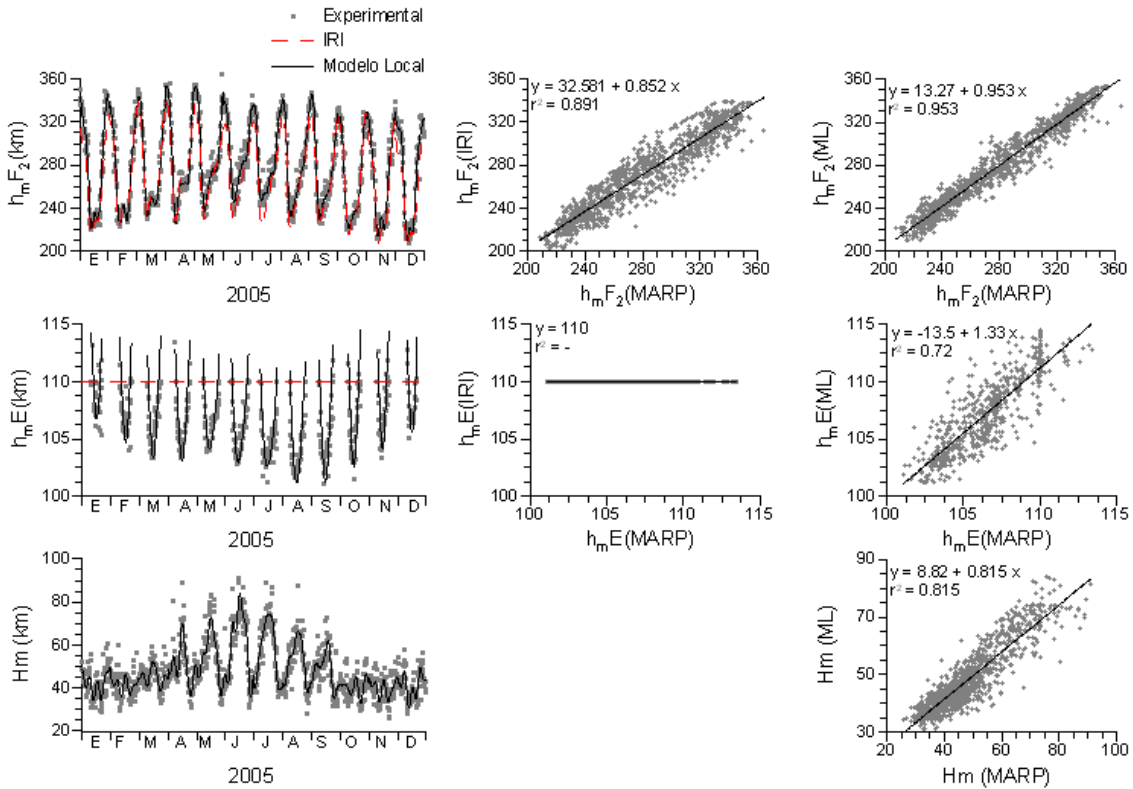 Experimental
IRI
Modelo Local
360
320
280
240
200
hmF2(km)
E F M A M J J A S O N D
2005
y = 32.581 + 0.852 x
r² = 0.891
360
320
280
240
200
hmF2(IRI)
200 240 280 320 360
hmF2(MARP)
y = 13.27 + 0.953 x
r² = 0.953
360
320
280
240
200
hmF2(ML)
200 240 280 320 360
hmF2(MARP)
115
110
105
100
hmE(km)
E F M A M J J A S O N D
2005
y = 110
r² = -
115
110
105
100
hmE(IRI)
100 105 110 115
hmE(MARP)
y = -13.5 + 1.33 x
r² = 0.72
115
110
105
100
hmE(ML)
100 105 110 115
hmE(MARP)
100
80
60
40
20
Hm (km)
E F M A M J J A S O N D
2005
y = 8.82 + 0.815 x
r² = 0.815
90
70
50
30
Hm (ML)
20 40 60 80 100
Hm (MARP)